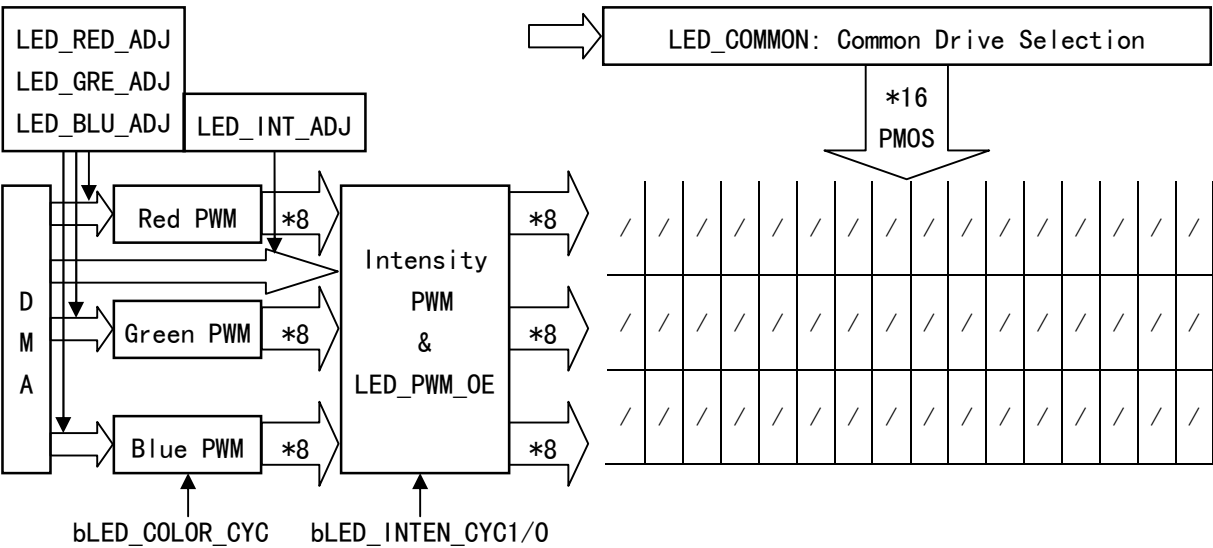 LED_RED_ADJ
LED_GRE_ADJ
LED_BLU_ADJ
LED_INT_ADJ
LED_COMMON: Common Drive Selection
*16
PMOS
D
M
A
Red PWM
*8
Green PWM
*8
Blue PWM
*8
Intensity
PWM
&
LED_PWM_OE
*8
*8
*8
/ / / / / / / / / / / / / / / /
/ / / / / / / / / / / / / / / /
/ / / / / / / / / / / / / / / /
bLED_COLOR_CYC
bLED_INTEN_CYC1/0